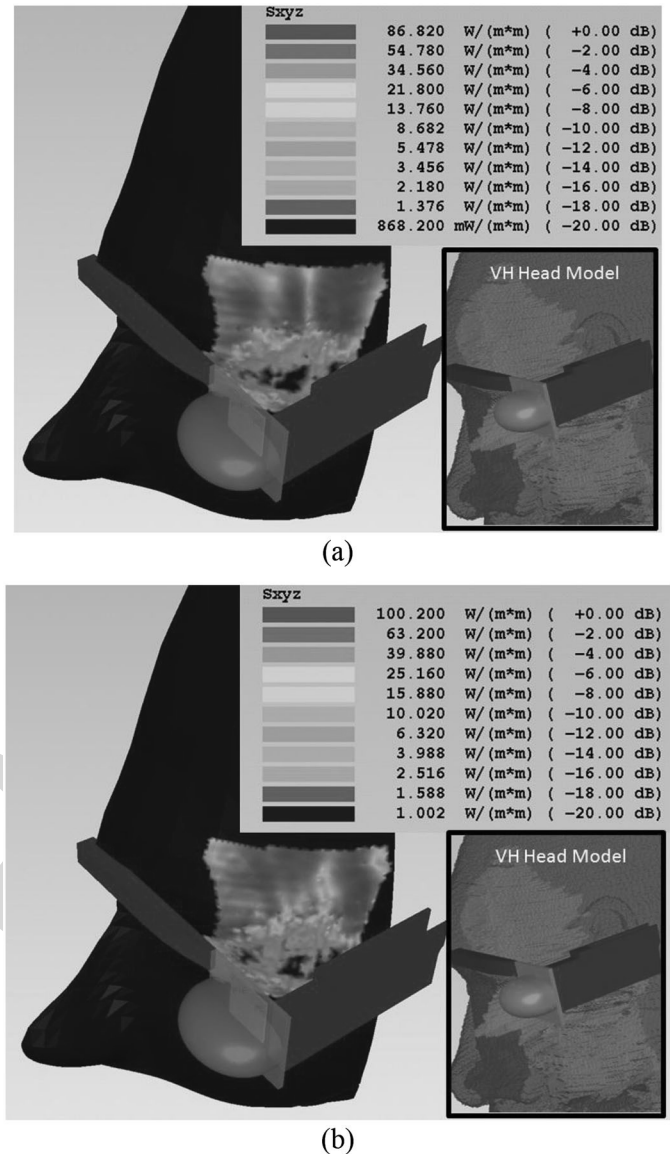 Sxyz
86.820 W/(m*m) ( +0.00 dB)
54.780 W/(m*m) ( -2.00 dB)
34.560 W/(m*m) ( -4.00 dB)
21.800 W/(m*m) ( -6.00 dB)
13.760 W/(m*m) ( -8.00 dB)
8.682 W/(m*m) ( -10.00 dB)
5.478 W/(m*m) ( -12.00 dB)
3.456 W/(m*m) ( -14.00 dB)
2.180 W/(m*m) ( -16.00 dB)
1.376 W/(m*m) ( -18.00 dB)
868.200 mW/(m*m) ( -20.00 dB)
VH Head Model
(a)
Sxyz
100.200 W/(m*m) ( +0.00 dB)
63.200 W/(m*m) ( -2.00 dB)
39.880 W/(m*m) ( -4.00 dB)
25.160 W/(m*m) ( -6.00 dB)
15.880 W/(m*m) ( -8.00 dB)
10.020 W/(m*m) ( -10.00 dB)
6.320 W/(m*m) ( -12.00 dB)
3.988 W/(m*m) ( -14.00 dB)
2.516 W/(m*m) ( -16.00 dB)
1.588 W/(m*m) ( -18.00 dB)
1.002 W/(m*m) ( -20.00 dB)
VH Head Model
(b)